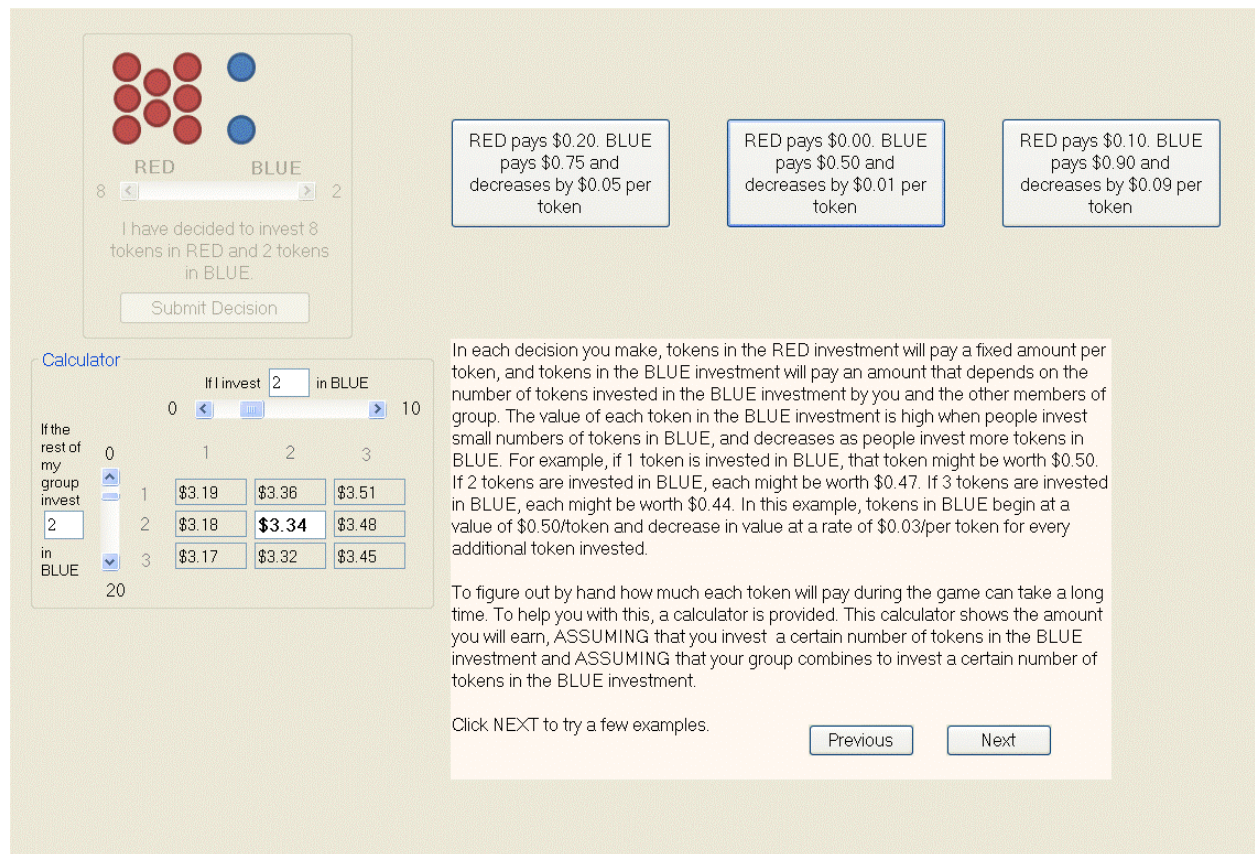 RED BLUE
8 2
I have decided to invest 8
tokens in RED and 2 tokens
in BLUE.
Submit Decision
RED pays $0.20. BLUE
pays $0.75 and
decreases by $0.05 per
token
RED pays $0.00. BLUE
pays $0.50 and
decreases by $0.01 per
token
RED pays $0.10. BLUE
pays $0.90 and
decreases by $0.09 per
token
Calculator
If I invest 2 in BLUE
0 10
If the
rest of
my
group
invest
2
in
BLUE
0
20
1 2 3
1 $3.19 $3.36 $3.51
2 $3.18 $3.34 $3.48
3 $3.17 $3.32 $3.45
In each decision you make, tokens in the RED investment will pay a fixed amount per
token, and tokens in the BLUE investment will pay an amount that depends on the
number of tokens invested in the BLUE investment by you and the other members of
group. The value of each token in the BLUE investment is high when people invest
small numbers of tokens in BLUE, and decreases as people invest more tokens in
BLUE. For example, if 1 token is invested in BLUE, that token might be worth $0.50.
If 2 tokens are invested in BLUE, each might be worth $0.47. If 3 tokens are invested
in BLUE, each might be worth $0.44. In this example, tokens in BLUE begin at a
value of $0.50/token and decrease in value at a rate of $0.03/per token for every
additional token invested.
To figure out by hand how much each token will pay during the game can take a long
time. To help you with this, a calculator is provided. This calculator shows the amount
you will earn, ASSUMING that you invest a certain number of tokens in the BLUE
investment and ASSUMING that your group combines to invest a certain number of
tokens in the BLUE investment.
Click NEXT to try a few examples.
Previous Next